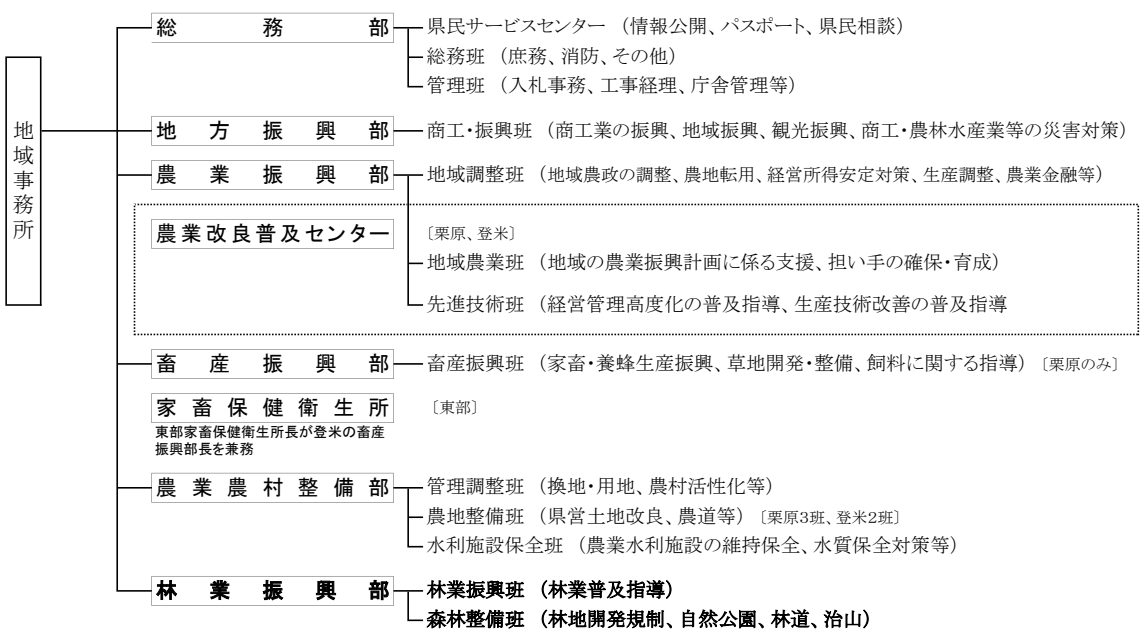 地域事務所
総務部
県民サービスセンター （情報公開、パスポート、県民相談）
総務班 （庶務、消防、その他）
管理班 （入札事務、工事経理、庁舎管理等）
地方振興部
商工・振興班 （商工業の振興、地域振興、観光振興、商工・農林水産業等の災害対策）
農業振興部
地域調整班 （地域農政の調整、農地転用、経営所得安定対策、生産調整、農業金融等）
農業改良普及センター
〔栗原、登米〕
地域農業班 （地域の農業振興計画に係る支援、担い手の確保・育成）
先進技術班 （経営管理高度化の普及指導、生産技術改善の普及指導
畜産振興部
畜産振興班 （家畜・養蜂生産振興、草地開発・整備、飼料に関する指導） 〔栗原のみ〕
家畜保健衛生所
〔東部〕
東部家畜保健衛生所長が登米の畜産
振興部長を兼務
農業農村整備部
管理調整班 （換地・用地、農村活性化等）
農地整備班 （県営土地改良、農道等） 〔栗原3班、登米2班〕
水利施設保全班 （農業水利施設の維持保全、水質保全対策等）
林業振興部
林業振興班 （林業普及指導）
森林整備班 （林地開発規制、自然公園、林道、治山）